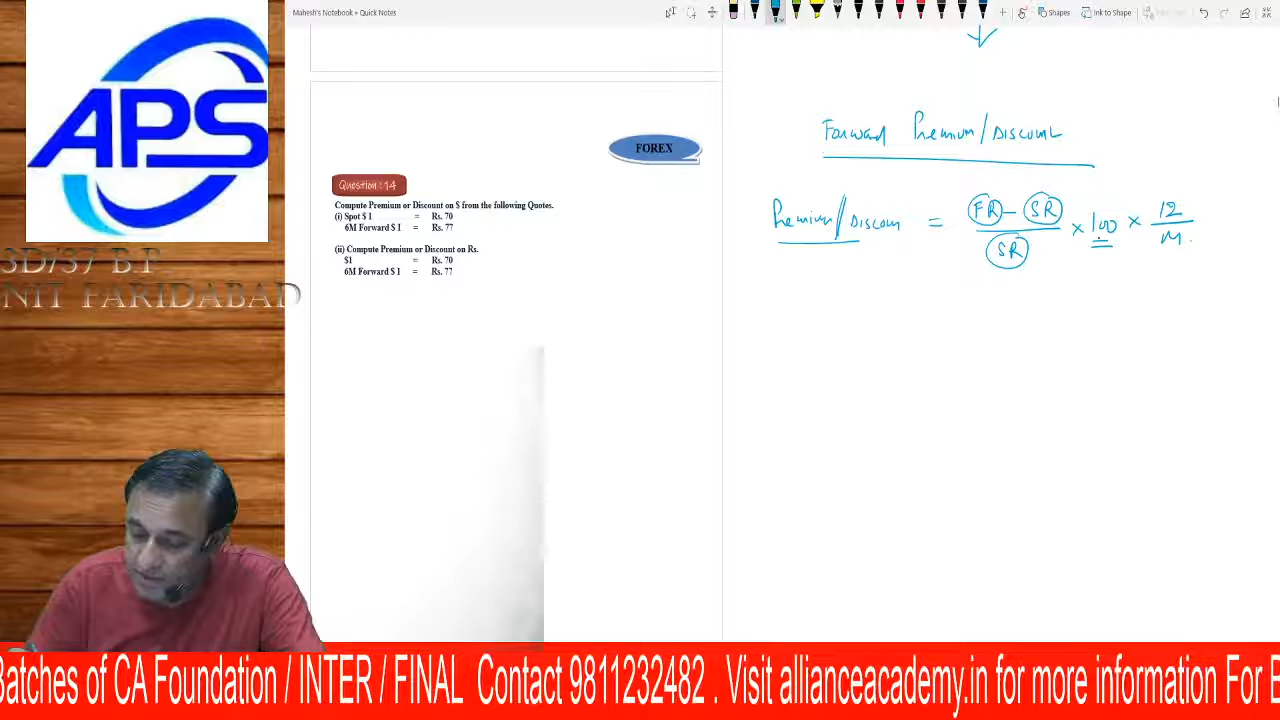 Mahesh's Notebook • Quick Notes
Shapes
Ink to Shape
APS
3D/37 B.P.
NIT FARIDABAD
FOREX
Question : 14
Compute Premium or Discount on $ from the following Quotes.
(i) Spot $ 1 = Rs. 70
6M Forward $ 1 = Rs. 77
(ii) Compute Premium or Discount on Rs.
$1 = Rs. 70
6M Forward $ 1 = Rs. 77
Forward Premium/Discount
Premium/Discoun = FR - SR / SR × 100 × 12 / M.
Batches of CA Foundation / INTER / FINAL Contact 9811232482 . Visit allianceacademy.in for more information For